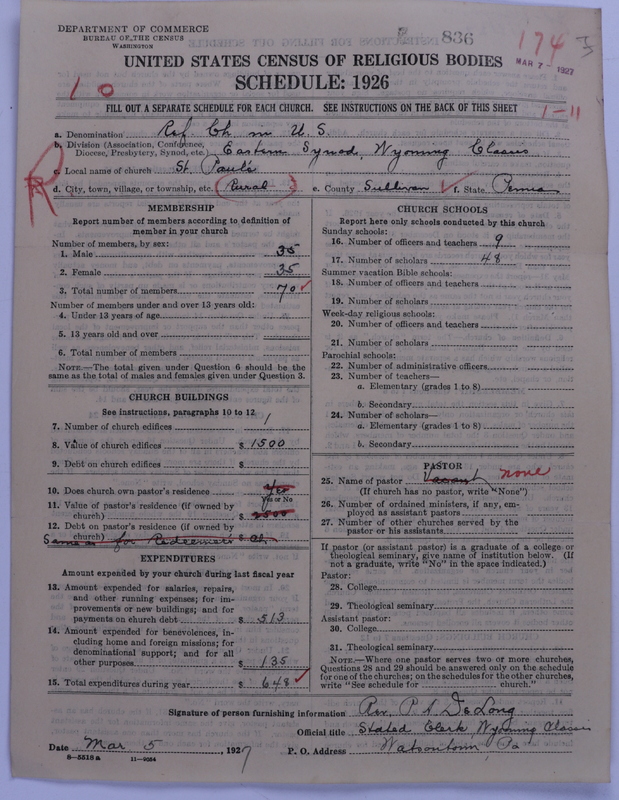 DEPARTMENT OF COMMERCE
BUREAU OF THE CENSUS
WASHINGTON
836
174
MAR 7 1927
UNITED STATES CENSUS OF RELIGIOUS BODIES
SCHEDULE: 1926
10
FILL OUT A SEPARATE SCHEDULE FOR EACH CHURCH. SEE INSTRUCTIONS ON THE BACK OF THIS SHEET
1-11
a. Denomination Ref. Ch. in U.S.
b. Division (Association, Conference, Diocese, Presbytery, Synod, etc.) Eastern Synod, Wyoming Classis
c. Local name of church St. Paul's
R
d. City, town, village, or township, etc. (Rural) e. County Sullivan f. State Penna
MEMBERSHIP
Report number of members according to definition of
member in your church
Number of members, by sex:
1. Male 35
2. Female 35
3. Total number of members 70
Number of members under and over 13 years old:
4. Under 13 years of age
5. 13 years old and over
6. Total number of members
NOTE.—The total given under Question 6 should be the
same as the total of males and females given under Question 3.
CHURCH BUILDINGS
See instructions, paragraphs 10 to 12
7. Number of church edifices 1
8. Value of church edifices $ 1500
9. Debt on church edifices $
10. Does church own pastor's residence Yes
Yes or No
11. Value of pastor's residence (if owned by
church) $ 2500
12. Debt on pastor's residence (if owned by
church) $
Same as for Redeemer's Ch.
EXPENDITURES
Amount expended by your church during last fiscal year
13. Amount expended for salaries, repairs,
and other running expenses; for im-
provements or new buildings; and for
payments on church debt $ 513
14. Amount expended for benevolences, in-
cluding home and foreign missions; for
denominational support; and for all
other purposes $ 135
15. Total expenditures during year $ 648
CHURCH SCHOOLS
Report here only schools conducted by this church
Sunday schools:
16. Number of officers and teachers 9
17. Number of scholars 48
Summer vacation Bible schools:
18. Number of officers and teachers
19. Number of scholars
Week-day religious schools:
20. Number of officers and teachers
21. Number of scholars
Parochial schools:
22. Number of administrative officers
23. Number of teachers—
a. Elementary (grades 1 to 8)
b. Secondary
24. Number of scholars—
a. Elementary (grades 1 to 8)
b. Secondary
PASTOR
25. Name of pastor Vacant none
(If church has no pastor, write "None")
26. Number of ordained ministers, if any, em-
ployed as assistant pastors
27. Number of other churches served by the
pastor or his assistants
If pastor (or assistant pastor) is a graduate of a college or
theological seminary, give name of institution below. (If
not a graduate, write "No" in the space indicated.)
Pastor:
28. College
29. Theological seminary
Assistant pastor:
30. College
31. Theological seminary
NOTE.—Where one pastor serves two or more churches,
Questions 28 and 29 should be answered only on the schedule
for one of the churches; on the schedules for the other churches,
write "See schedule for church."
Signature of person furnishing information Rev. P. H. DeLong
Official title Stated Clerk, Wyoming Classis
Date Mar 5, 1927 P. O. Address Watsontown Pa
8-5518 a 11-9054